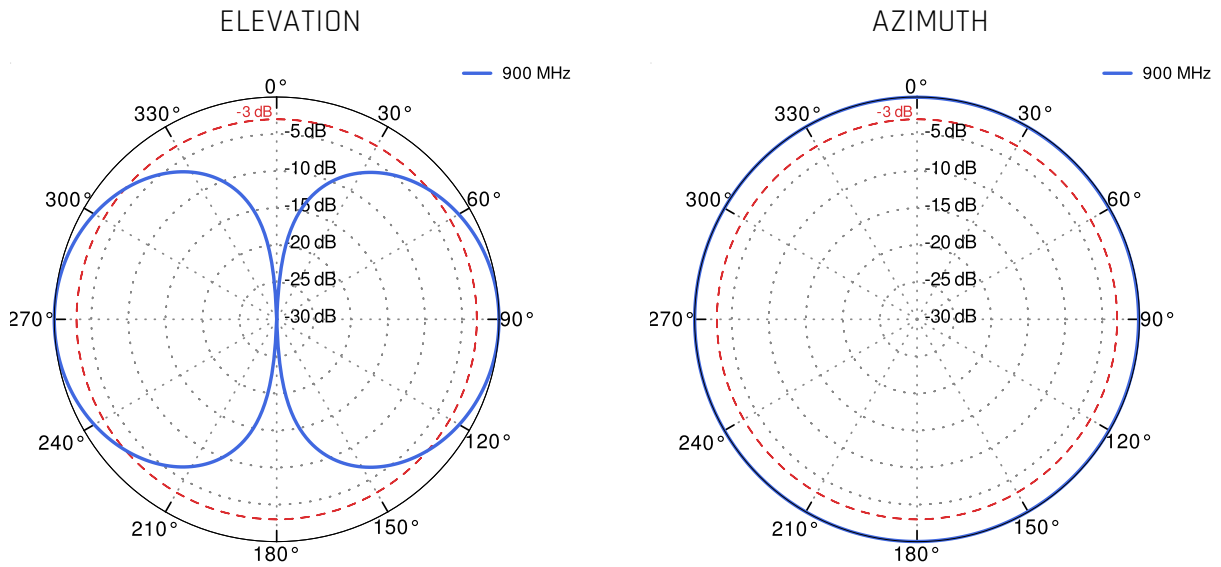 ELEVATION
900 MHz
0°
330°
-3 dB
30°
-5 dB
-10 dB
300°
60°
-15 dB
-20 dB
-25 dB
270°
-30 dB
90°
240°
120°
210°
150°
180°
AZIMUTH
900 MHz
0°
330°
-3 dB
30°
-5 dB
-10 dB
300°
60°
-15 dB
-20 dB
-25 dB
270°
-30 dB
90°
240°
120°
210°
150°
180°